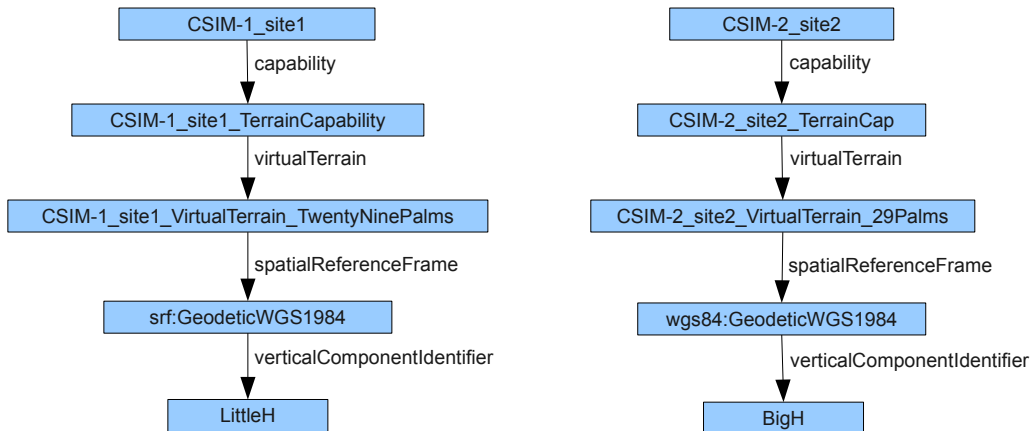 CSIM-1_site1
capability
CSIM-1_site1_TerrainCapability
virtualTerrain
CSIM-1_site1_VirtualTerrain_TwentyNinePalms
spatialReferenceFrame
srf:GeodeticWGS1984
verticalComponentIdentifier
LittleH
CSIM-2_site2
capability
CSIM-2_site2_TerrainCap
virtualTerrain
CSIM-2_site2_VirtualTerrain_29Palms
spatialReferenceFrame
wgs84:GeodeticWGS1984
verticalComponentIdentifier
BigH